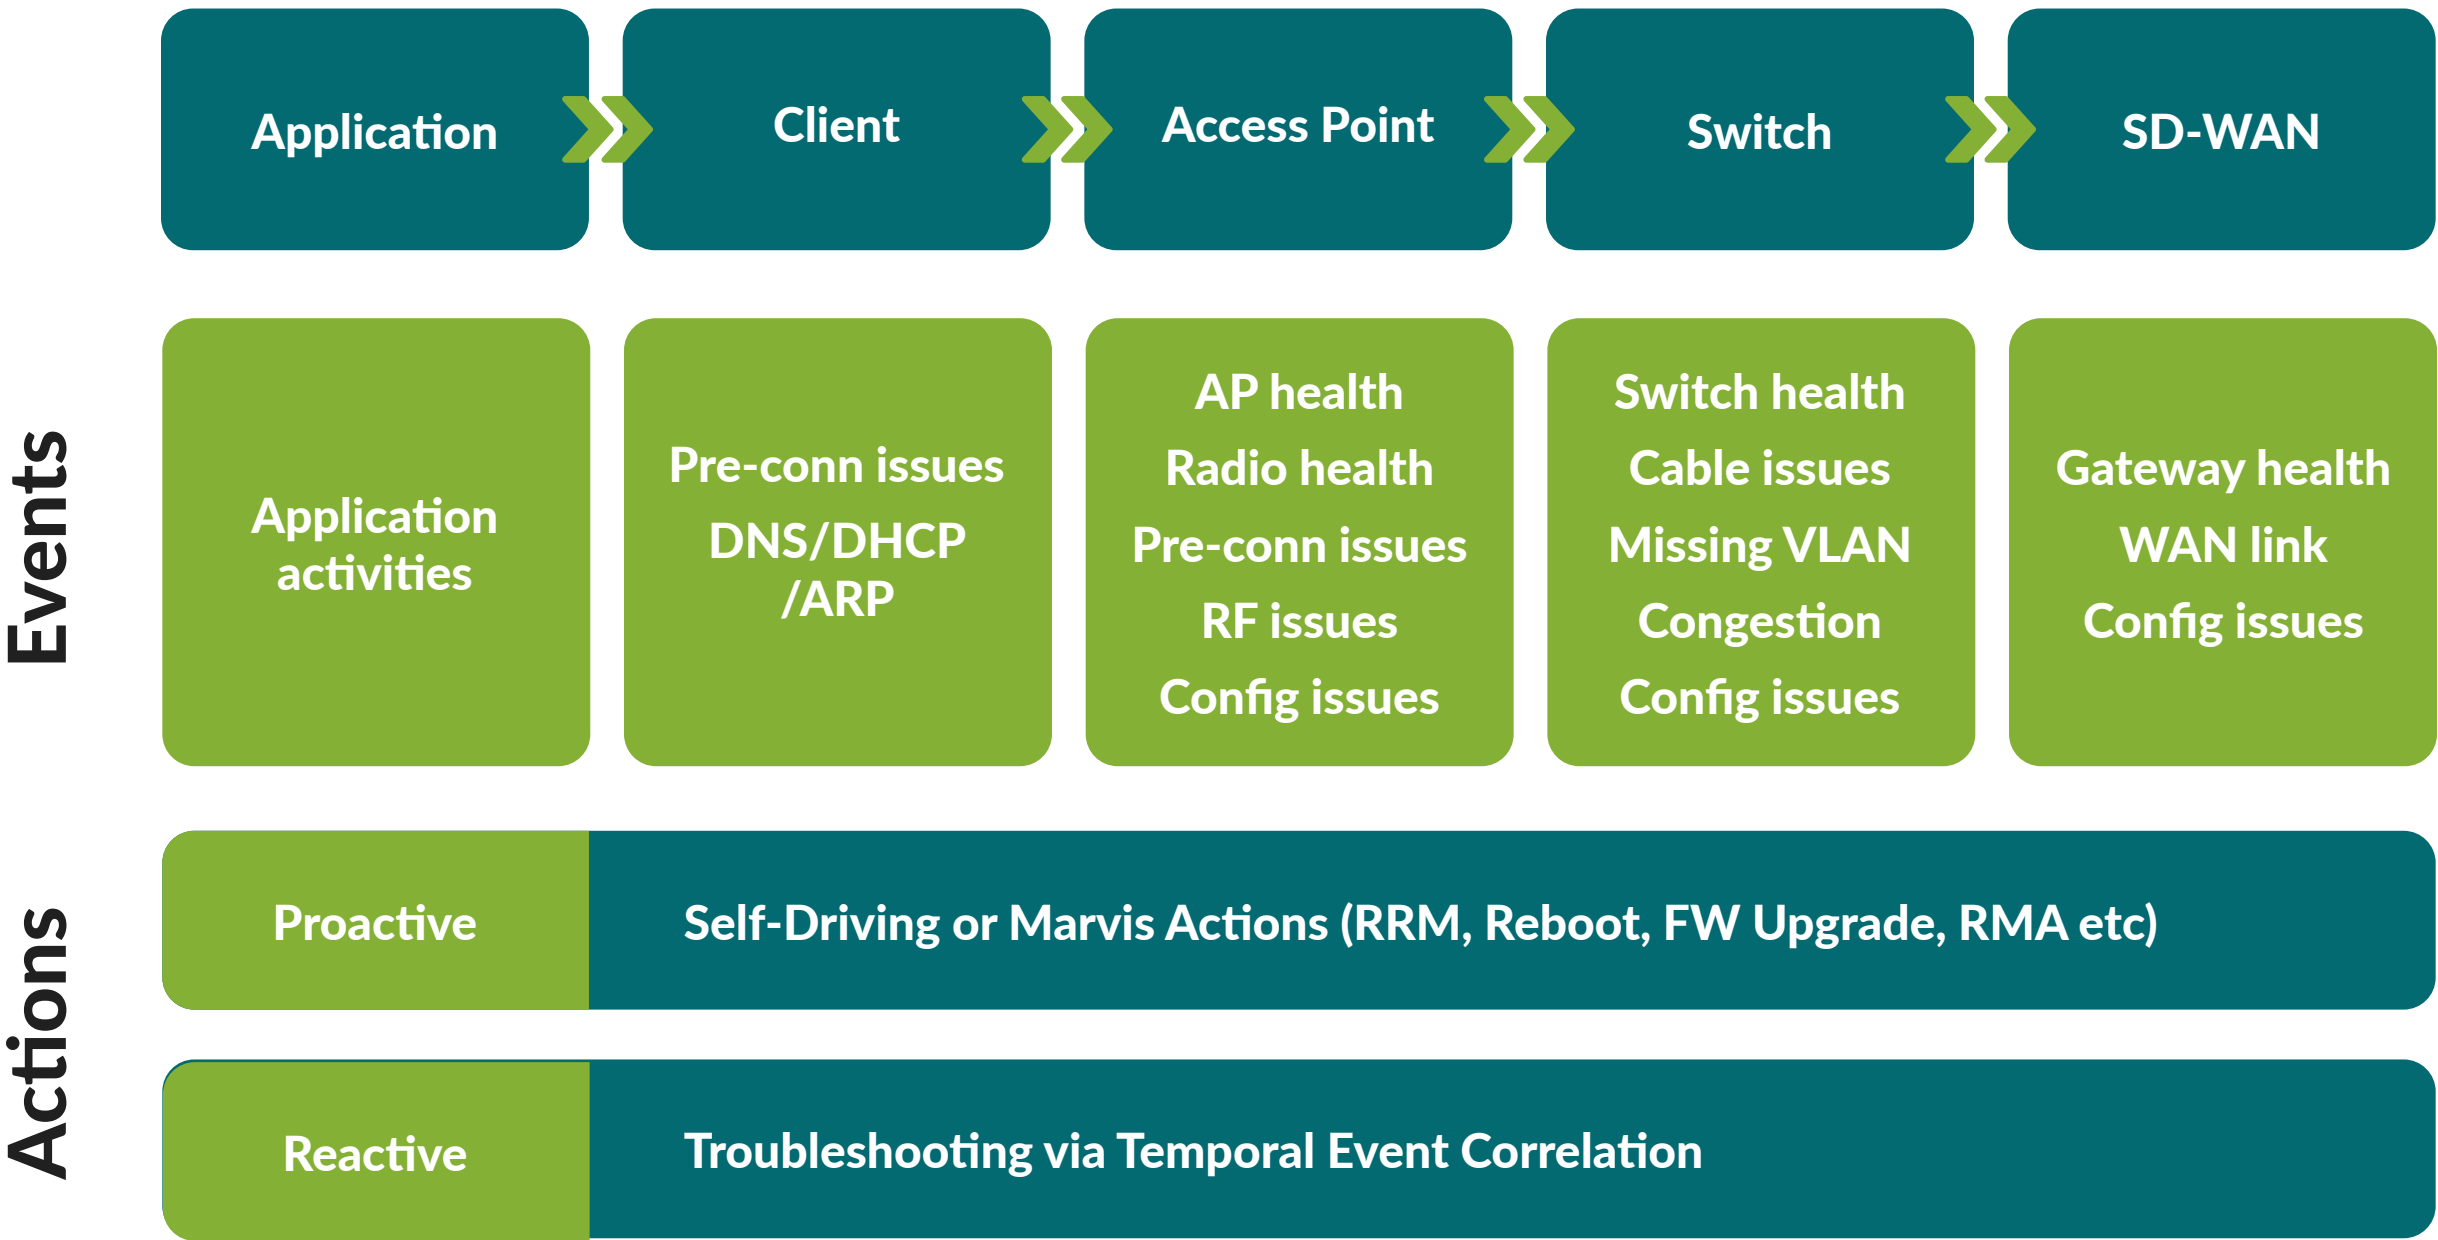 Application
Client
Access Point
Switch
SD-WAN
Events
Application
activities
Pre-conn issues
DNS/DHCP
/ARP
AP health
Radio health
Pre-conn issues
RF issues
Config issues
Switch health
Cable issues
Missing VLAN
Congestion
Config issues
Gateway health
WAN link
Config issues
Actions
Proactive
Self-Driving or Marvis Actions (RRM, Reboot, FW Upgrade, RMA etc)
Reactive
Troubleshooting via Temporal Event Correlation